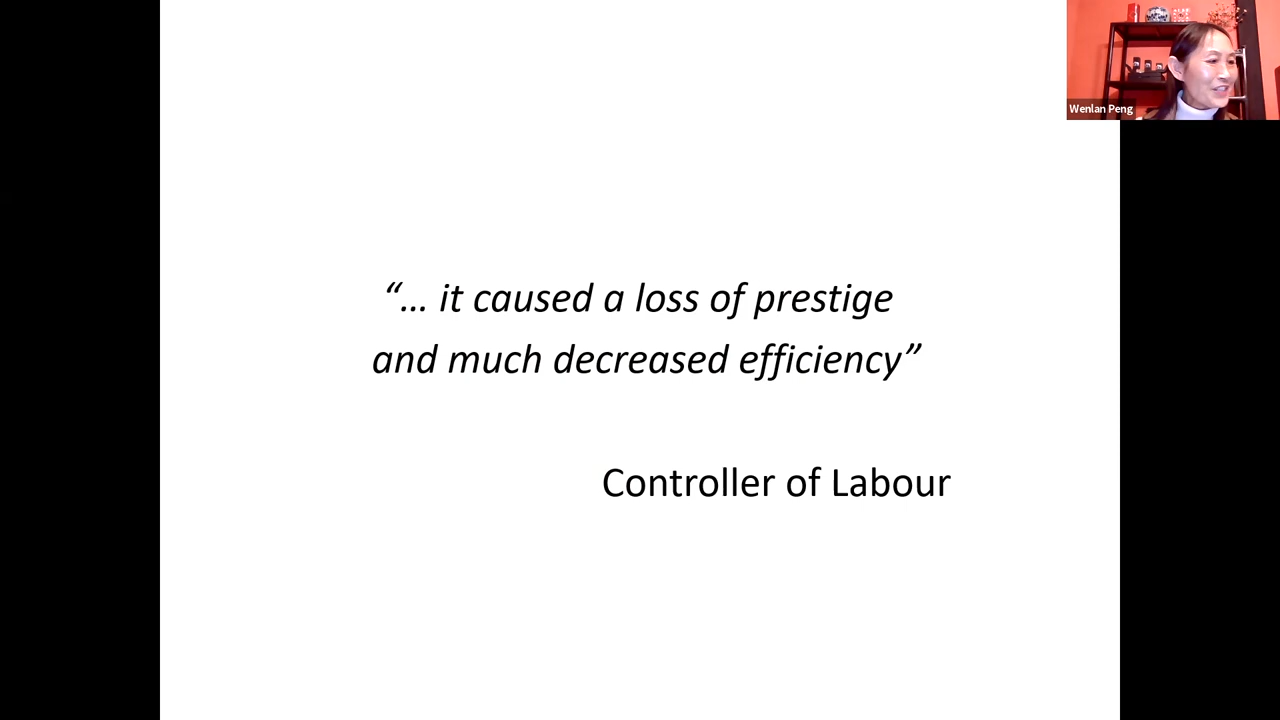 Wenlan Peng
“... it caused a loss of prestige
and much decreased efficiency”
Controller of Labour